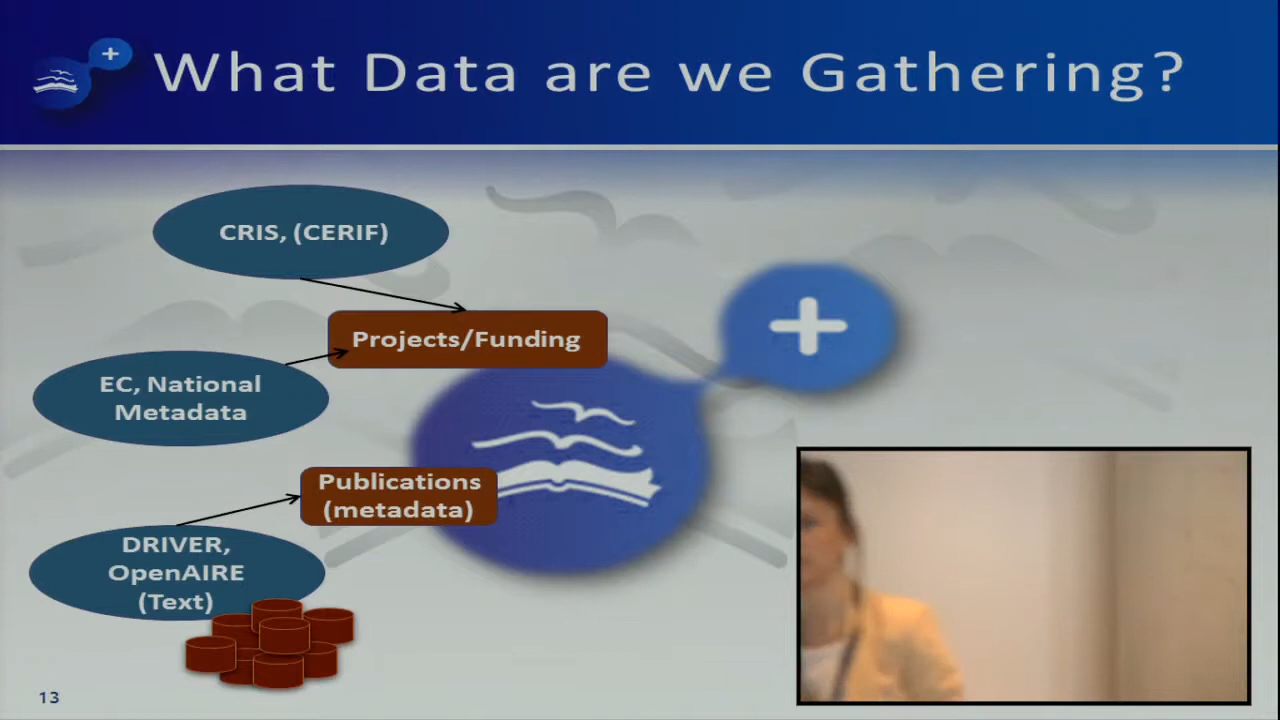 What Data are we Gathering?
CRIS, (CERIF)
Projects/Funding
EC, National
Metadata
Publications
(metadata)
DRIVER,
OpenAIRE
(Text)
13